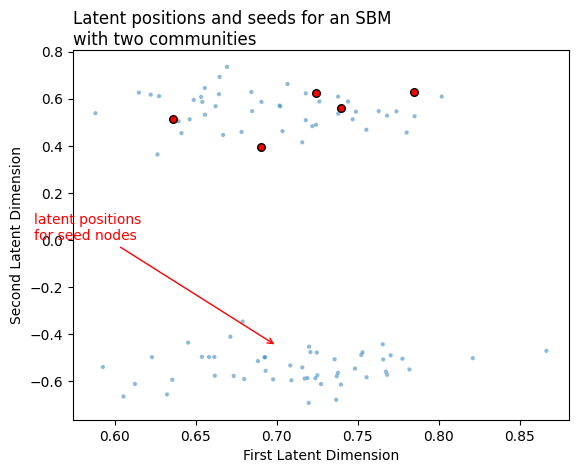 Latent positions and seeds for an SBM
with two communities
Second Latent Dimension
0.8
0.6
0.4
0.2
0.0
−0.2
−0.4
−0.6
latent positions
for seed nodes
0.60
0.65
0.70
0.75
0.80
0.85
First Latent Dimension